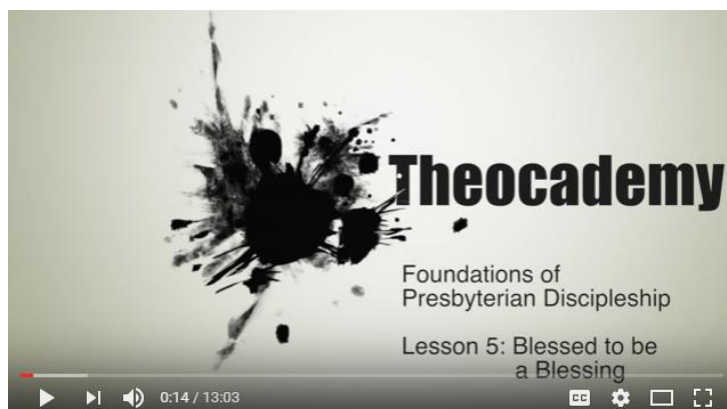 Theocademy
Foundations of
Presbyterian Discipleship
Lesson 5: Blessed to be
a Blessing
0:14 / 13:03
CC